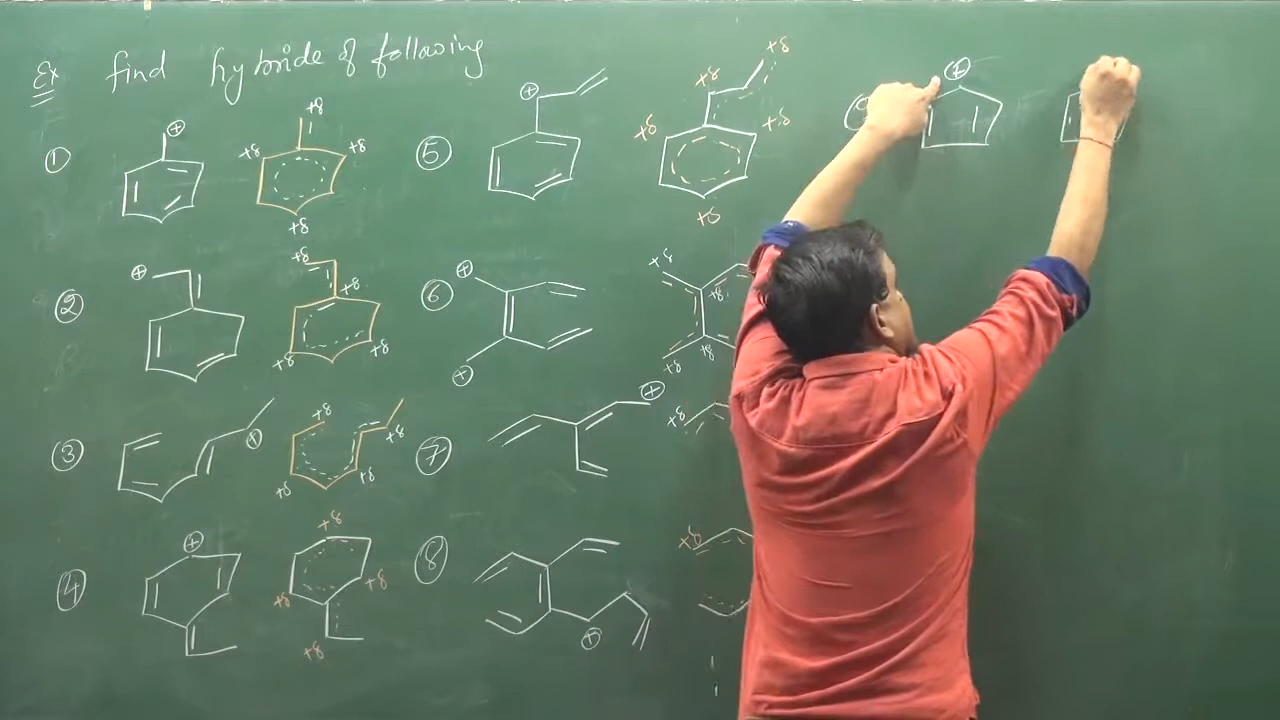 Ex find hybride of following
①
⊕
+δ
+δ
+δ
+δ
②
⊕
+δ
+δ
+δ
+δ
③
⊕
+δ
+δ
+δ
+δ
④
⊕
+δ
+δ
+δ
+δ
⑤
⊕
+δ
+δ
+δ
+δ
+δ
⑥
⊕
⊕
+δ
+δ
+δ
+δ
⑦
⊕
+δ
⑧
⊕
+δ
⊕